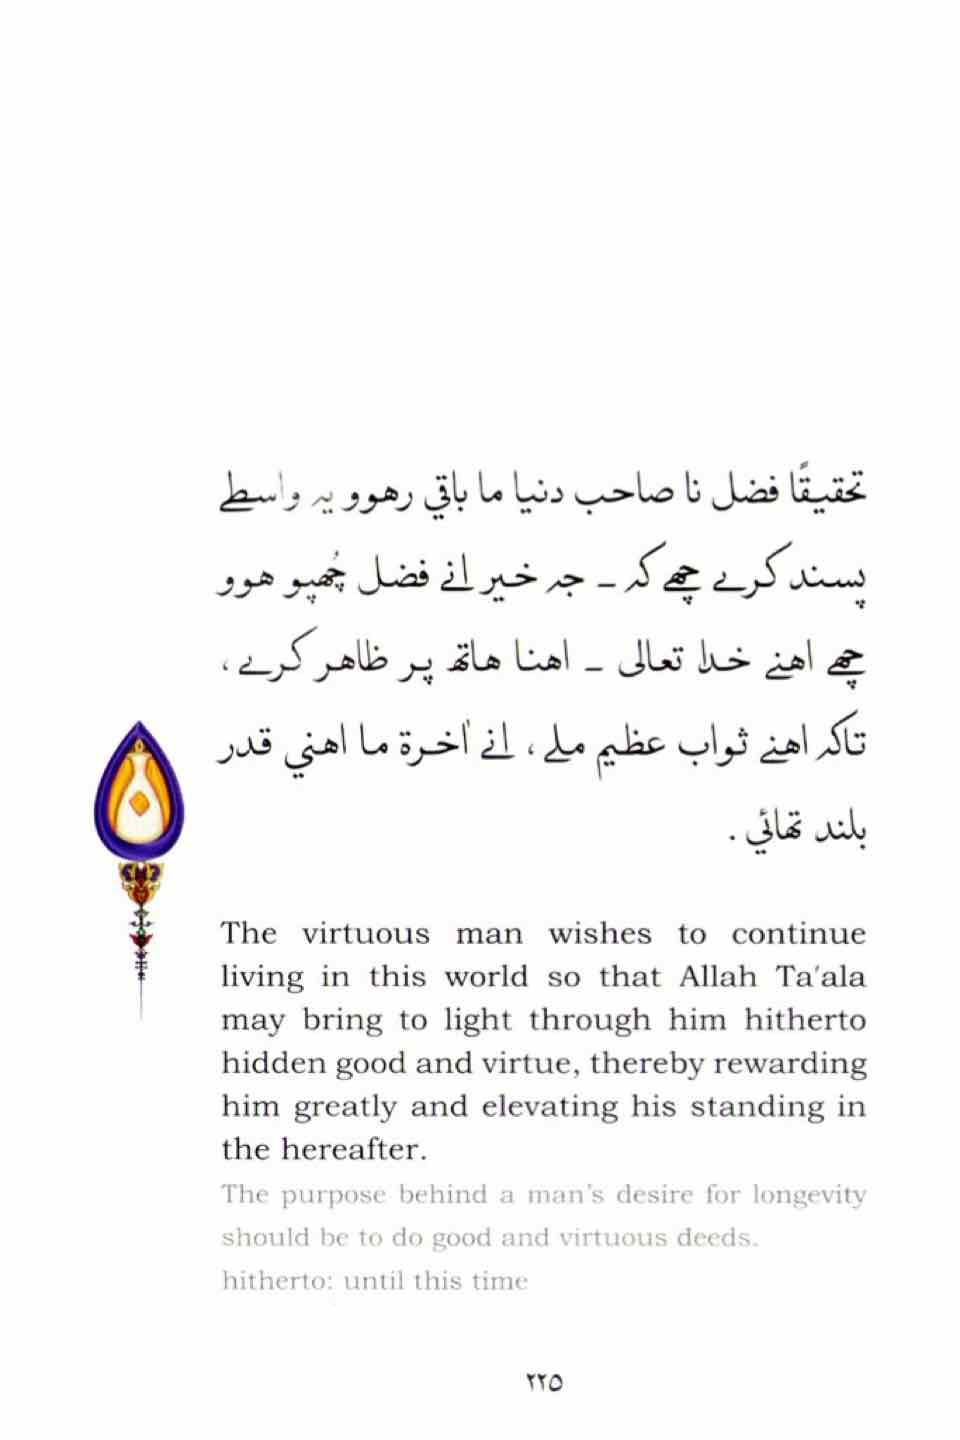 تحقيقًا فضل نا صاحب دنيا ما باقي رهوو يہ واسطے
پسند كرے چھے كہ ــ جہ خير انے فضل چُھپو هوو
چھے اهنے خدا تعالى ــ اهنا هاتھ پر ظاهر كرے ،
تاكہ اهنے ثواب عظيم ملے ، انے اٰخرة ما اهني قدر
بلند تھائي .
The virtuous man wishes to continue
living in this world so that Allah Ta'ala
may bring to light through him hitherto
hidden good and virtue, thereby rewarding
him greatly and elevating his standing in
the hereafter.
The purpose behind a man's desire for longevity
should be to do good and virtuous deeds.
hitherto: until this time
٢٢٥